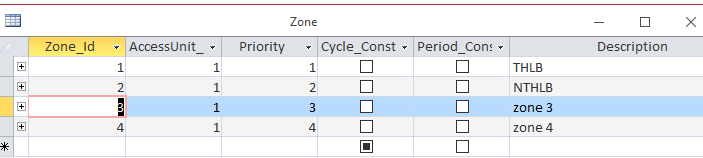 Zone
Zone_Id AccessUnit_ Priority Cycle_Const Period_Cons Description
1 1 1 THLB
2 1 2 NTHLB
3 1 3 zone 3
4 1 4 zone 4